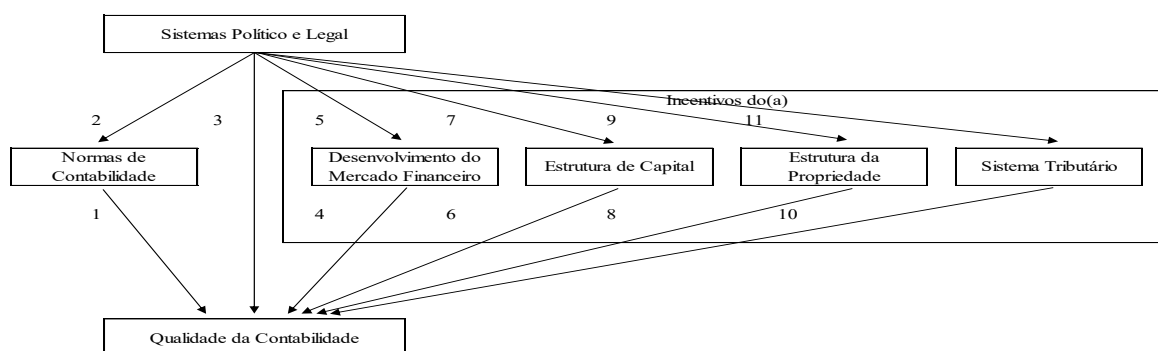 Sistemas Político e Legal
Incentivos do(a)
2 3 5 7 9 11
Normas de
Contabilidade
Desenvolvimento do
Mercado Financeiro
Estrutura de Capital
Estrutura da
Propriedade
Sistema Tributário
1 4 6 8 10
Qualidade da Contabilidade